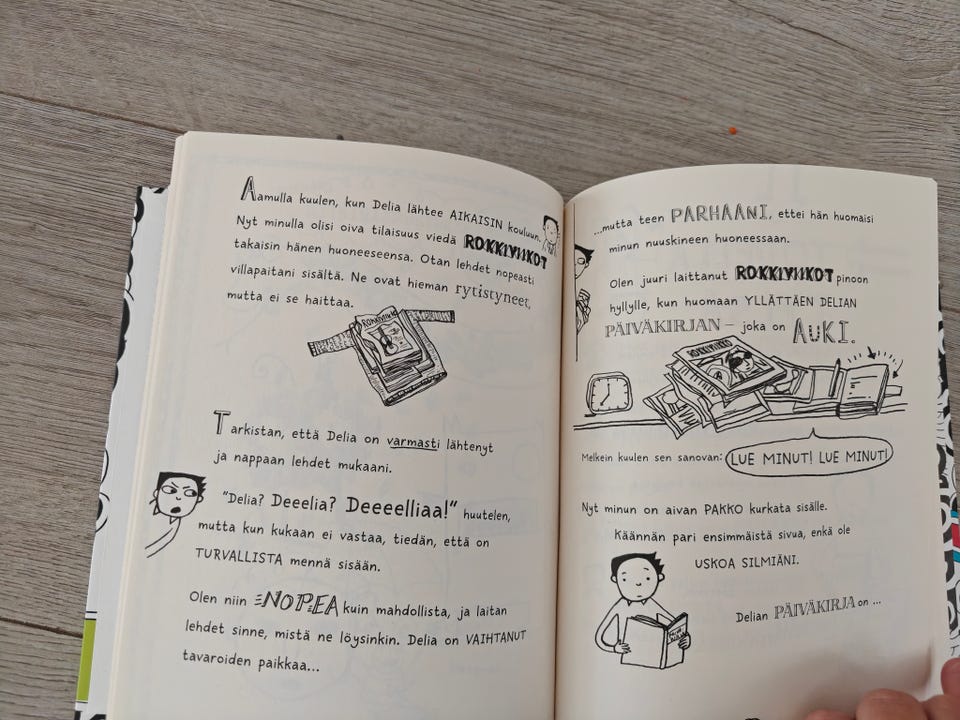 Aamulla kuulen, kun Delia lähtee AIKAISIN kouluun.
Nyt minulla olisi oiva tilaisuus viedä ROKKIVIIKOT
takaisin hänen huoneeseensa. Otan lehdet nopeasti
villapaitani sisältä. Ne ovat hieman rytistyneet,
mutta ei se haittaa.
ROKKIVIIKKO
Tarkistan, että Delia on varmasti lähtenyt
ja nappaan lehdet mukaani.
"Delia? Deeelia? Deeeelliaa!" huutelen,
mutta kun kukaan ei vastaa, tiedän, että on
TURVALLISTA mennä sisään.
Olen niin NOPEA kuin mahdollista, ja laitan
lehdet sinne, mistä ne löysinkin. Delia on VAIHTANUT
tavaroiden paikkaa...
...mutta teen PARHAANI, ettei hän huomaisi
minun nuuskineen huoneessaan.
Olen juuri laittanut ROKKIVIIKOT pinoon
hyllylle, kun huomaan YLLÄTTÄEN DELIAN
PÄIVÄKIRJAN – joka on AUKI.
ROKKIVIIKKO
Melkein kuulen sen sanovan: LUE MINUT! LUE MINUT!
Nyt minun on aivan PAKKO kurkata sisälle.
Käännän pari ensimmäistä sivua, enkä ole
USKOA SILMIÄNI.
Delian PÄIVÄKIRJA on ...